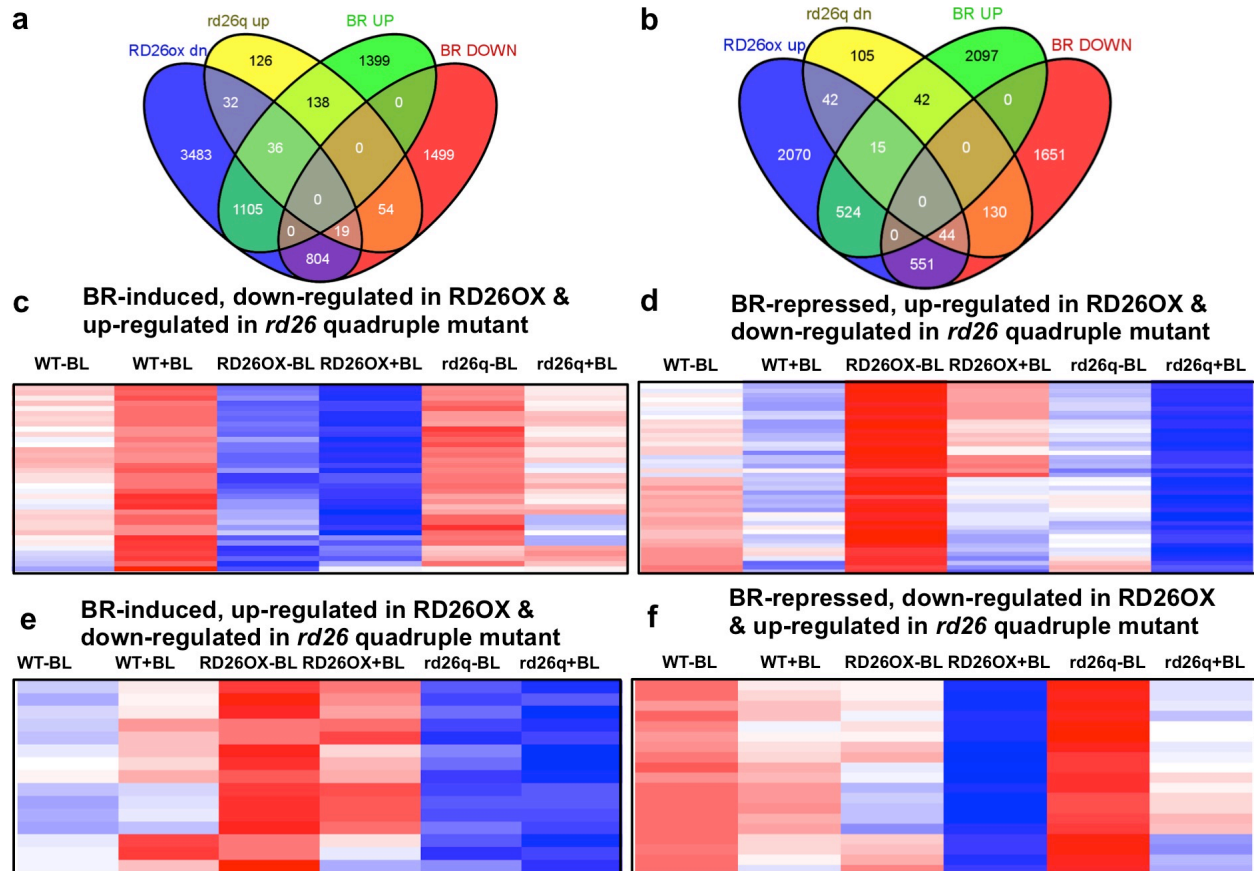 a
rd26q up
BR UP
RD26ox dn
BR DOWN
126
1399
32
138
0
3483
36
0
1499
1105
0
54
0
19
804
b
rd26q dn
BR UP
RD26ox up
BR DOWN
105
2097
42
42
0
2070
15
0
1651
524
0
130
0
44
551
c
BR-induced, down-regulated in RD26OX &
up-regulated in rd26 quadruple mutant
WT-BL WT+BL RD26OX-BL RD26OX+BL rd26q-BL rd26q+BL
d
BR-repressed, up-regulated in RD26OX &
down-regulated in rd26 quadruple mutant
WT-BL WT+BL RD26OX-BL RD26OX+BL rd26q-BL rd26q+BL
e
BR-induced, up-regulated in RD26OX &
down-regulated in rd26 quadruple mutant
WT-BL WT+BL RD26OX-BL RD26OX+BL rd26q-BL rd26q+BL
f
BR-repressed, down-regulated in RD26OX
& up-regulated in rd26 quadruple mutant
WT-BL WT+BL RD26OX-BL RD26OX+BL rd26q-BL rd26q+BL